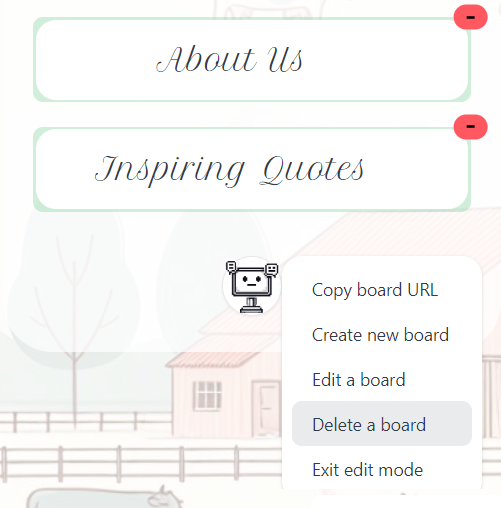 About Us
Inspiring Quotes
Copy board URL
Create new board
Edit a board
Delete a board
Exit edit mode